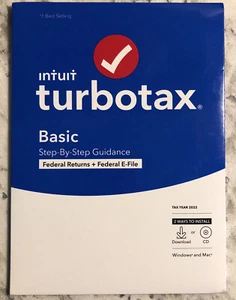 #1 Best Selling
ıntuıt
turbotax®
Basic
Step-By-Step Guidance
Federal Returns + Federal E-File
TAX YEAR 2022
2 WAYS TO INSTALL
or
Download
CD
Windows® and Mac®